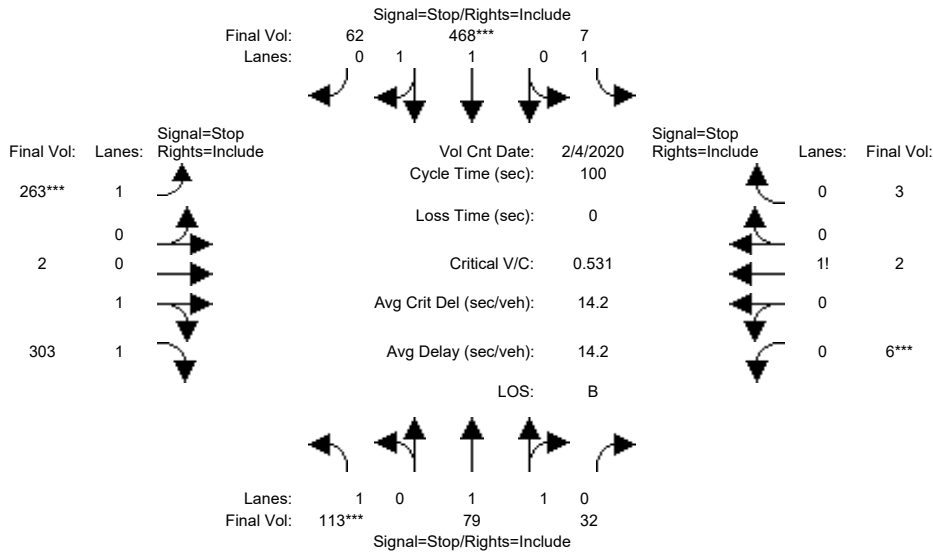 Signal=Stop/Rights=Include
Final Vol: 62 468*** 7
Lanes: 0 1 1 0 1
Signal=Stop
Final Vol: Lanes: Rights=Include
Vol Cnt Date: 2/4/2020
Signal=Stop
Rights=Include Lanes: Final Vol:
Cycle Time (sec): 100
263*** 1
0 3
Loss Time (sec): 0
0
0
2 0
Critical V/C: 0.531
1! 2
1
Avg Crit Del (sec/veh): 14.2
0
303 1
Avg Delay (sec/veh): 14.2
0 6***
LOS: B
Lanes: 1 0 1 1 0
Final Vol: 113*** 79 32
Signal=Stop/Rights=Include